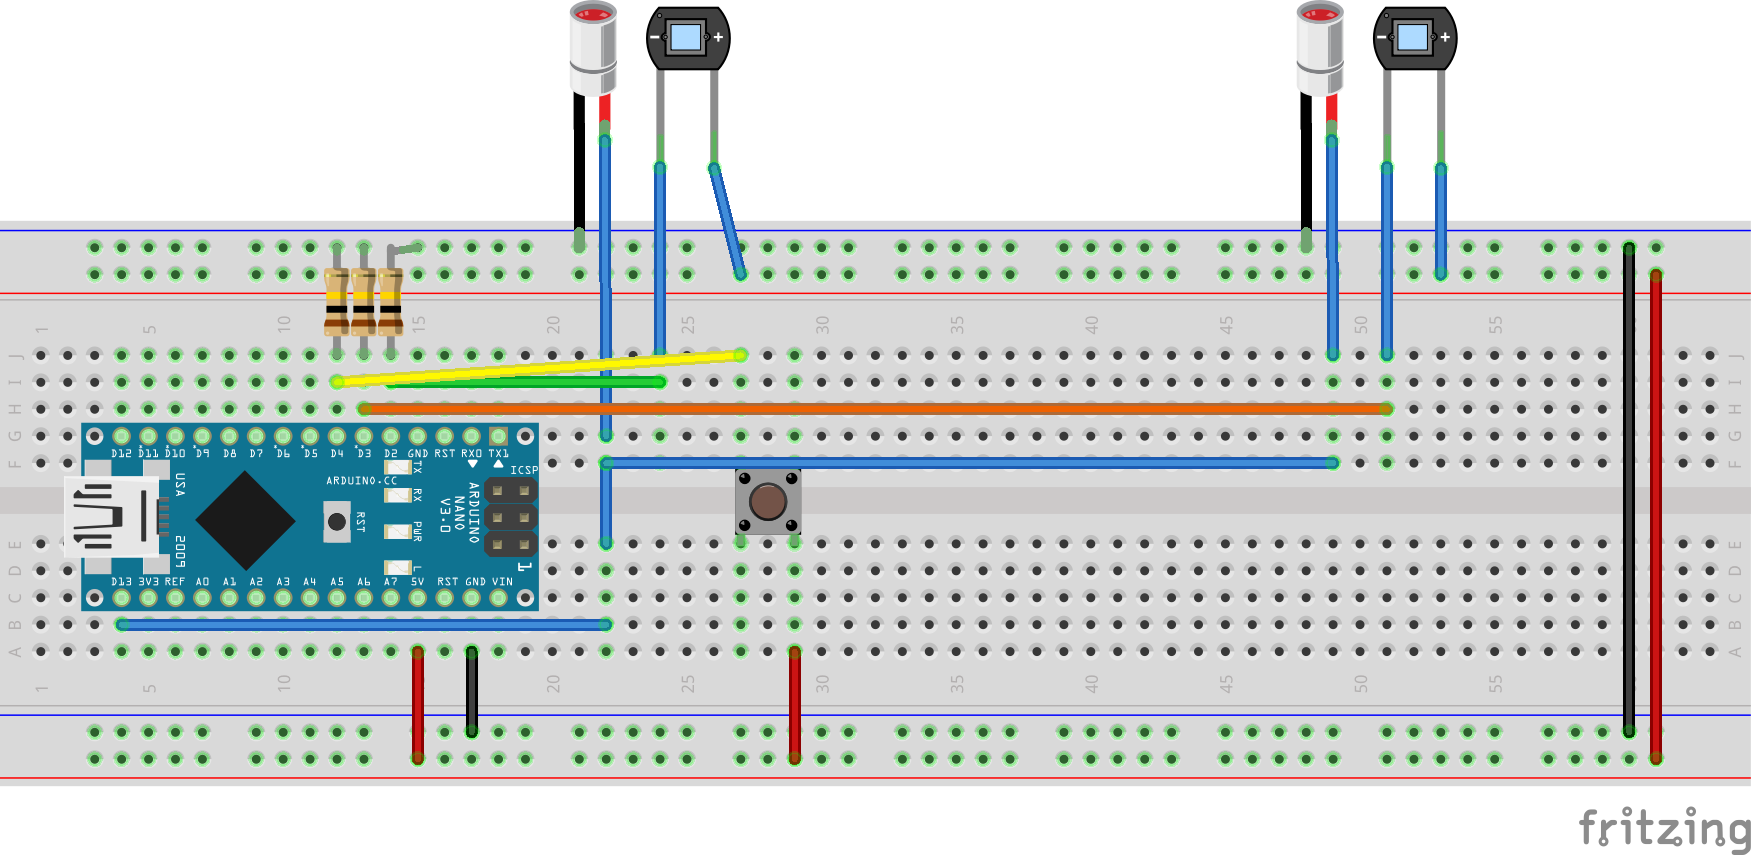 - +
- +
1 5 10 15 20 25 30 35 40 45 50 55
J J
I I
H H
G G
F F
D12 D11 D10 D9 D8 D7 D6 D5 D4 D3 D2 GND RST RX0 TX1
ICSP
ARDUINO.CC
USA
2009
RST
TX
RX
PWR
L
ARDUINO
NANO
V3.0
1
D13 3V3 REF A0 A1 A2 A3 A4 A5 A6 A7 5V RST GND VIN
E E
D D
C C
B B
A A
1 5 10 20 25 30 35 40 45 50 55
fritzing